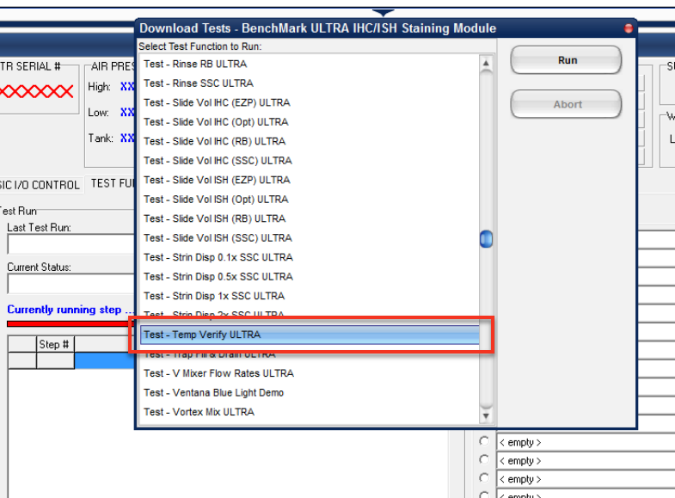 Download Tests - BenchMark ULTRA IHC/ISH Staining Module
Select Test Function to Run:
Test - Rinse RB ULTRA
Test - Rinse SSC ULTRA
Test - Slide Vol IHC (EZP) ULTRA
Test - Slide Vol IHC (Opt) ULTRA
Test - Slide Vol IHC (RB) ULTRA
Test - Slide Vol IHC (SSC) ULTRA
Test - Slide Vol ISH (EZP) ULTRA
Test - Slide Vol ISH (Opt) ULTRA
Test - Slide Vol ISH (RB) ULTRA
Test - Slide Vol ISH (SSC) ULTRA
Test - Strin Disp 0.1x SSC ULTRA
Test - Strin Disp 0.5x SSC ULTRA
Test - Strin Disp 1x SSC ULTRA
Test - Strin Disp 2x SSC ULTRA
Test - Temp Verify ULTRA
Test - Trap Fill & Drain ULTRA
Test - V Mixer Flow Rates ULTRA
Test - Ventana Blue Light Demo
Test - Vortex Mix ULTRA
Run
Abort
TR SERIAL #
AIR PRES
High: XX
Low: XX
Tank: XX
SIC I/O CONTROL
TEST FU
Test Run
Last Test Run:
Current Status:
Currently running step ...
Step #
< empty >
< empty >
< empty >
< empty >